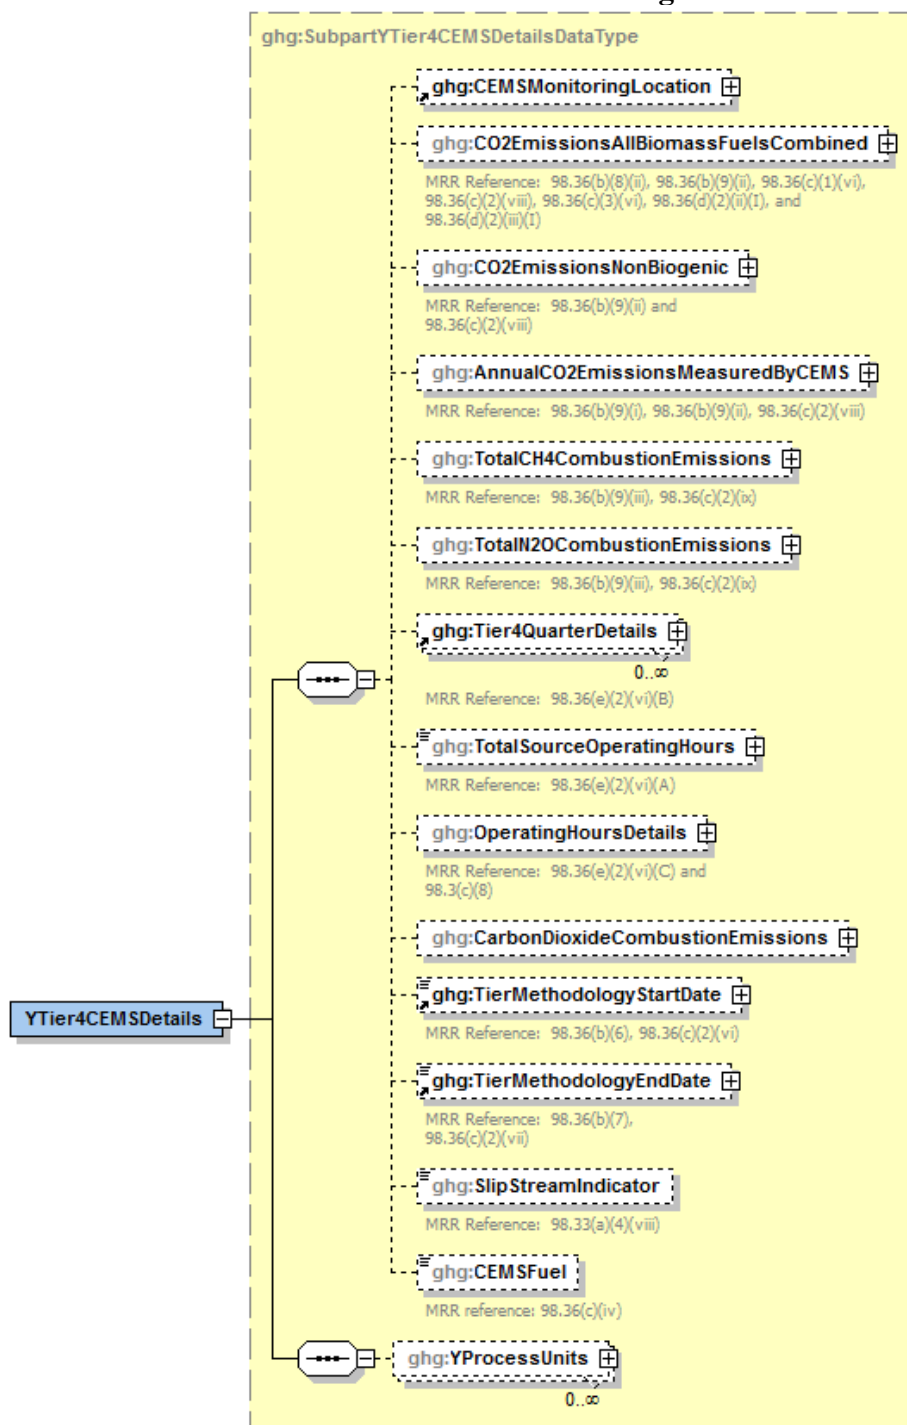 ghg:SubpartYTier4CEMSDetailsDataType
ghg:CEMSMonitoringLocation
ghg:CO2EmissionsAllBiomassFuelsCombined
MRR Reference: 98.36(b)(8)(ii), 98.36(b)(9)(ii), 98.36(c)(1)(vi),
98.36(c)(2)(viii), 98.36(c)(3)(vi), 98.36(d)(2)(ii)(I), and
98.36(d)(2)(iii)(I)
ghg:CO2EmissionsNonBiogenic
MRR Reference: 98.36(b)(9)(ii) and
98.36(c)(2)(viii)
ghg:AnnualCO2EmissionsMeasuredByCEMS
MRR Reference: 98.36(b)(9)(i), 98.36(b)(9)(ii), 98.36(c)(2)(viii)
ghg:TotalCH4CombustionEmissions
MRR Reference: 98.36(b)(9)(iii), 98.36(c)(2)(ix)
ghg:TotalN2OCombustionEmissions
MRR Reference: 98.36(b)(9)(iii), 98.36(c)(2)(ix)
ghg:Tier4QuarterDetails
0..∞
MRR Reference: 98.36(e)(2)(vi)(B)
ghg:TotalSourceOperatingHours
MRR Reference: 98.36(e)(2)(vi)(A)
ghg:OperatingHoursDetails
MRR Reference: 98.36(e)(2)(vi)(C) and
98.3(c)(8)
ghg:CarbonDioxideCombustionEmissions
ghg:TierMethodologyStartDate
YTier4CEMSDetails
MRR Reference: 98.36(b)(6), 98.36(c)(2)(vi)
ghg:TierMethodologyEndDate
MRR Reference: 98.36(b)(7),
98.36(c)(2)(vii)
ghg:SlipStreamIndicator
MRR Reference: 98.33(a)(4)(viii)
ghg:CEMSFuel
MRR reference: 98.36(c)(iv)
ghg:YProcessUnits
0..∞